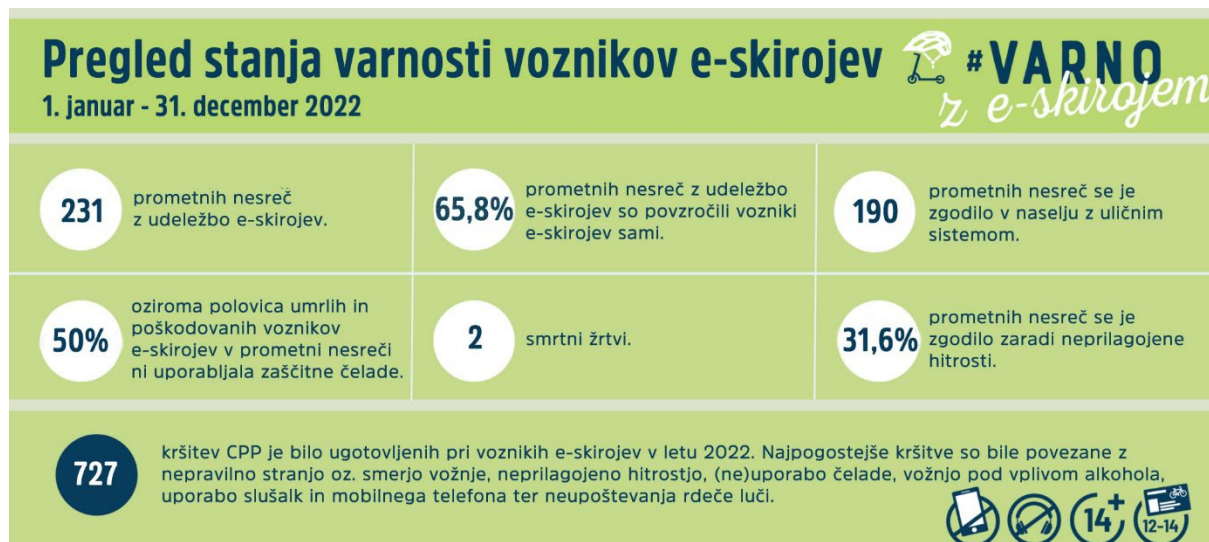 Pregled stanja varnosti voznikov e-skirojev
1. januar - 31. december 2022
#VARNO
z e-skirojem
231
prometnih nesreč
z udeležbo e-skirojev.
65,8%
prometnih nesreč z udeležbo
e-skirojev so povzročili vozniki
e-skirojev sami.
190
prometnih nesreč se je
zgodilo v naselju z uličnim
sistemom.
50%
oziroma polovica umrlih in
poškodovanih voznikov
e-skirojev v prometni nesreči
ni uporabljala zaščitne čelade.
2
smrtni žrtvi.
31,6%
prometnih nesreč se je
zgodilo zaradi neprilagojene
hitrosti.
727
kršitev CPP je bilo ugotovljenih pri voznikih e-skirojev v letu 2022. Najpogostejše kršitve so bile povezane z
nepravilno stranjo oz. smerjo vožnje, neprilagojeno hitrostjo, (ne)uporabo čelade, vožnjo pod vplivom alkohola,
uporabo slušalk in mobilnega telefona ter neupoštevanja rdeče luči.
14+
12-14